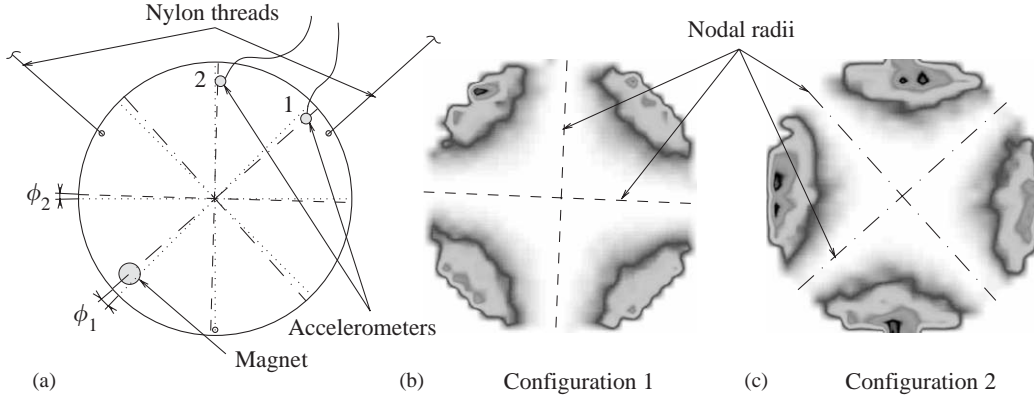 Nylon threads
Nodal radii
2
1
ϕ2
ϕ1
Accelerometers
Magnet
(a)
(b)
Configuration 1
(c)
Configuration 2